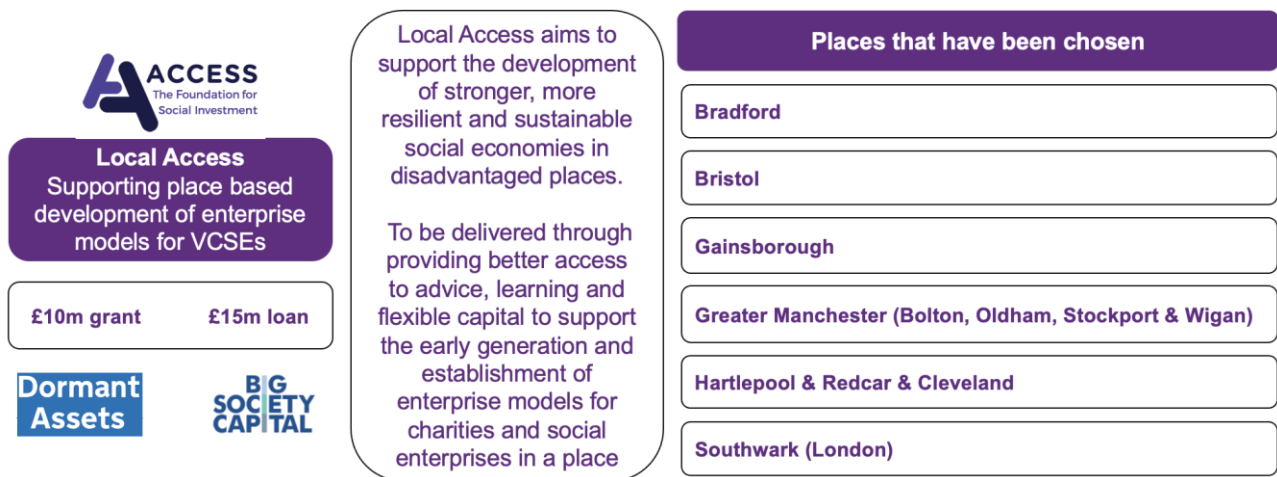 ACCESS
The Foundation for
Social Investment
Local Access
Supporting place based
development of enterprise
models for VCSEs
£10m grant
£15m loan
Dormant
Assets
BIG
SOCIETY
CAPITAL
Local Access aims to
support the development
of stronger, more
resilient and sustainable
social economies in
disadvantaged places.
To be delivered through
providing better access
to advice, learning and
flexible capital to support
the early generation and
establishment of
enterprise models for
charities and social
enterprises in a place
Places that have been chosen
Bradford
Bristol
Gainsborough
Greater Manchester (Bolton, Oldham, Stockport & Wigan)
Hartlepool & Redcar & Cleveland
Southwark (London)